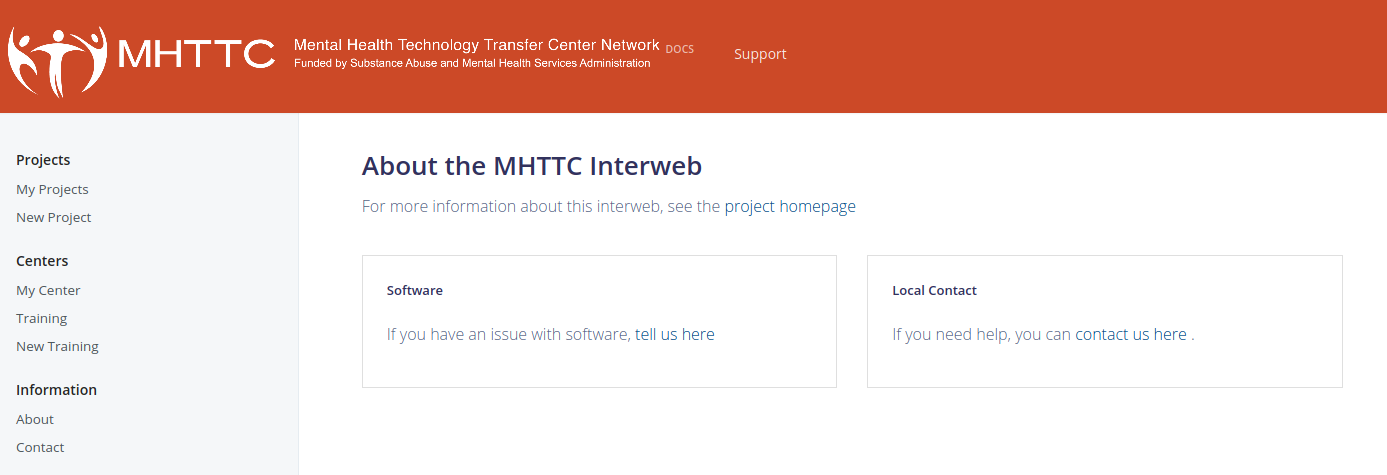 MHTTC
Mental Health Technology Transfer Center Network DOCS
Funded by Substance Abuse and Mental Health Services Administration
Support
Projects
My Projects
New Project
Centers
My Center
Training
New Training
Information
About
Contact
About the MHTTC Interweb
For more information about this interweb, see the project homepage
Software
If you have an issue with software, tell us here
Local Contact
If you need help, you can contact us here .